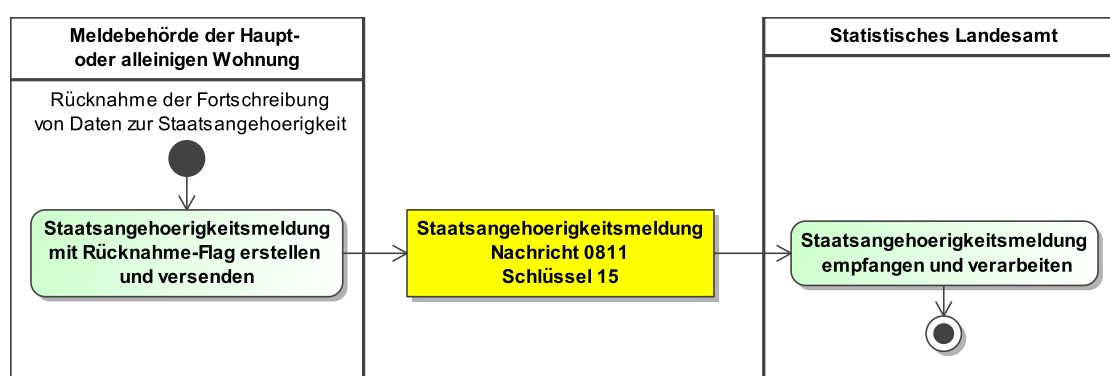 Meldebehörde der Haupt-
oder alleinigen Wohnung
Rücknahme der Fortschreibung
von Daten zur Staatsangehoerigkeit
Staatsangehoerigkeitsmeldung
mit Rücknahme-Flag erstellen
und versenden
Staatsangehoerigkeitsmeldung
Nachricht 0811
Schlüssel 15
Statistisches Landesamt
Staatsangehoerigkeitsmeldung
empfangen und verarbeiten